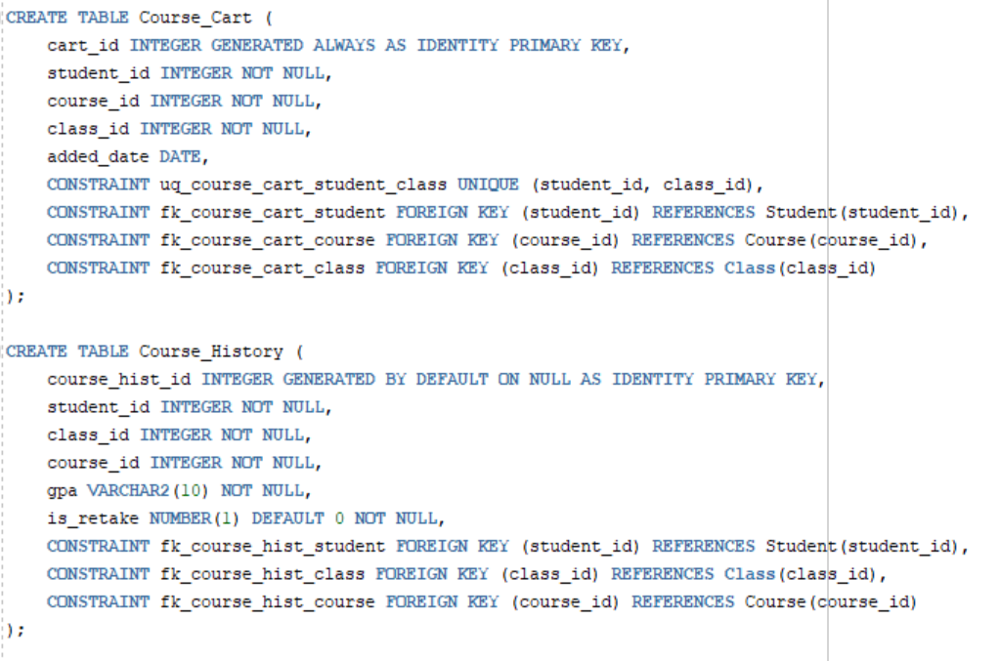 CREATE TABLE Course_Cart (
    cart_id INTEGER GENERATED ALWAYS AS IDENTITY PRIMARY KEY,
    student_id INTEGER NOT NULL,
    course_id INTEGER NOT NULL,
    class_id INTEGER NOT NULL,
    added_date DATE,
    CONSTRAINT uq_course_cart_student_class UNIQUE (student_id, class_id),
    CONSTRAINT fk_course_cart_student FOREIGN KEY (student_id) REFERENCES Student(student_id),
    CONSTRAINT fk_course_cart_course FOREIGN KEY (course_id) REFERENCES Course(course_id),
    CONSTRAINT fk_course_cart_class FOREIGN KEY (class_id) REFERENCES Class(class_id)
);

CREATE TABLE Course_History (
    course_hist_id INTEGER GENERATED BY DEFAULT ON NULL AS IDENTITY PRIMARY KEY,
    student_id INTEGER NOT NULL,
    class_id INTEGER NOT NULL,
    course_id INTEGER NOT NULL,
    gpa VARCHAR2(10) NOT NULL,
    is_retake NUMBER(1) DEFAULT 0 NOT NULL,
    CONSTRAINT fk_course_hist_student FOREIGN KEY (student_id) REFERENCES Student(student_id),
    CONSTRAINT fk_course_hist_class FOREIGN KEY (class_id) REFERENCES Class(class_id),
    CONSTRAINT fk_course_hist_course FOREIGN KEY (course_id) REFERENCES Course(course_id)
);